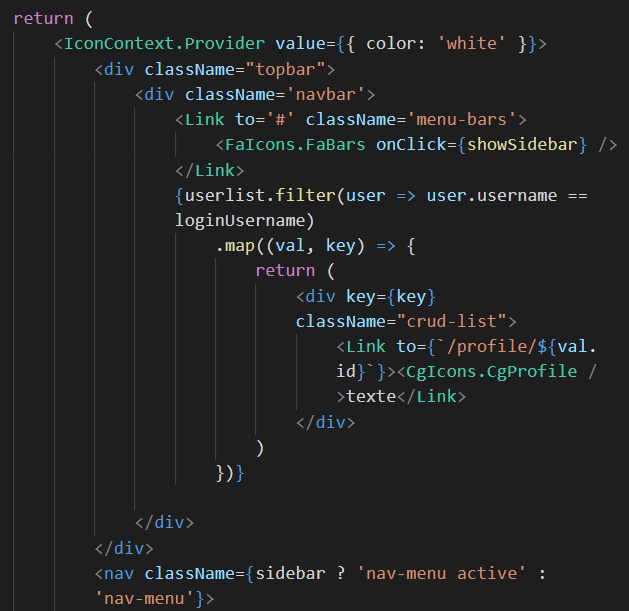 return (
<IconContext.Provider value={{ color: 'white' }}>
<div className="topbar">
<div className='navbar'>
<Link to='#' className='menu-bars'>
<FaIcons.FaBars onClick={showSidebar} />
</Link>
{userlist.filter(user => user.username ==
loginUsername)
.map((val, key) => {
return (
<div key={key}
className="crud-list">
<Link to={`/profile/${val.
id}`}><CgIcons.CgProfile /
>texte</Link>
</div>
)
})}
</div>
</div>
<nav className={sidebar ? 'nav-menu active' :
'nav-menu'}>